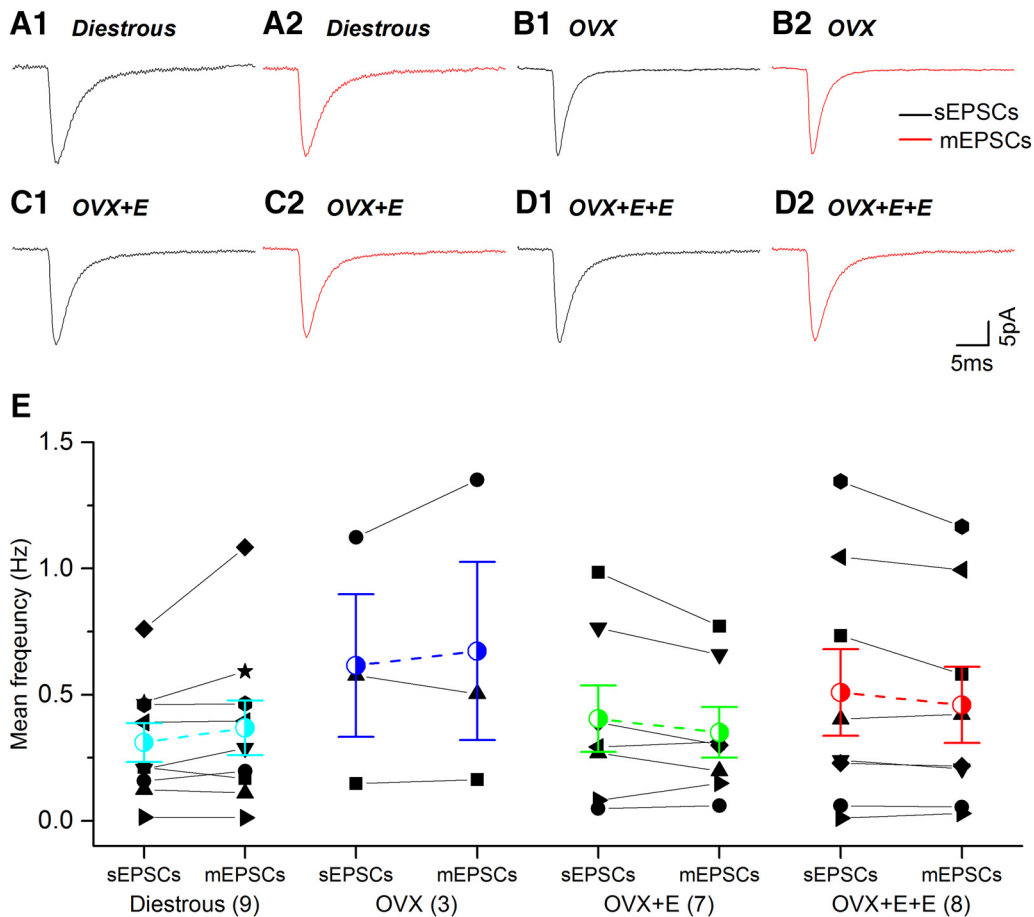 A1 Diestrous A2 Diestrous B1 OVX B2 OVX
sEPSCs
mEPSCs
C1 OVX+E C2 OVX+E D1 OVX+E+E D2 OVX+E+E
5pA
5ms
E
Mean freqeuncy (Hz)
1.5
1.0
0.5
0.0
sEPSCs mEPSCs sEPSCs mEPSCs sEPSCs mEPSCs sEPSCs mEPSCs
Diestrous (9) OVX (3) OVX+E (7) OVX+E+E (8)